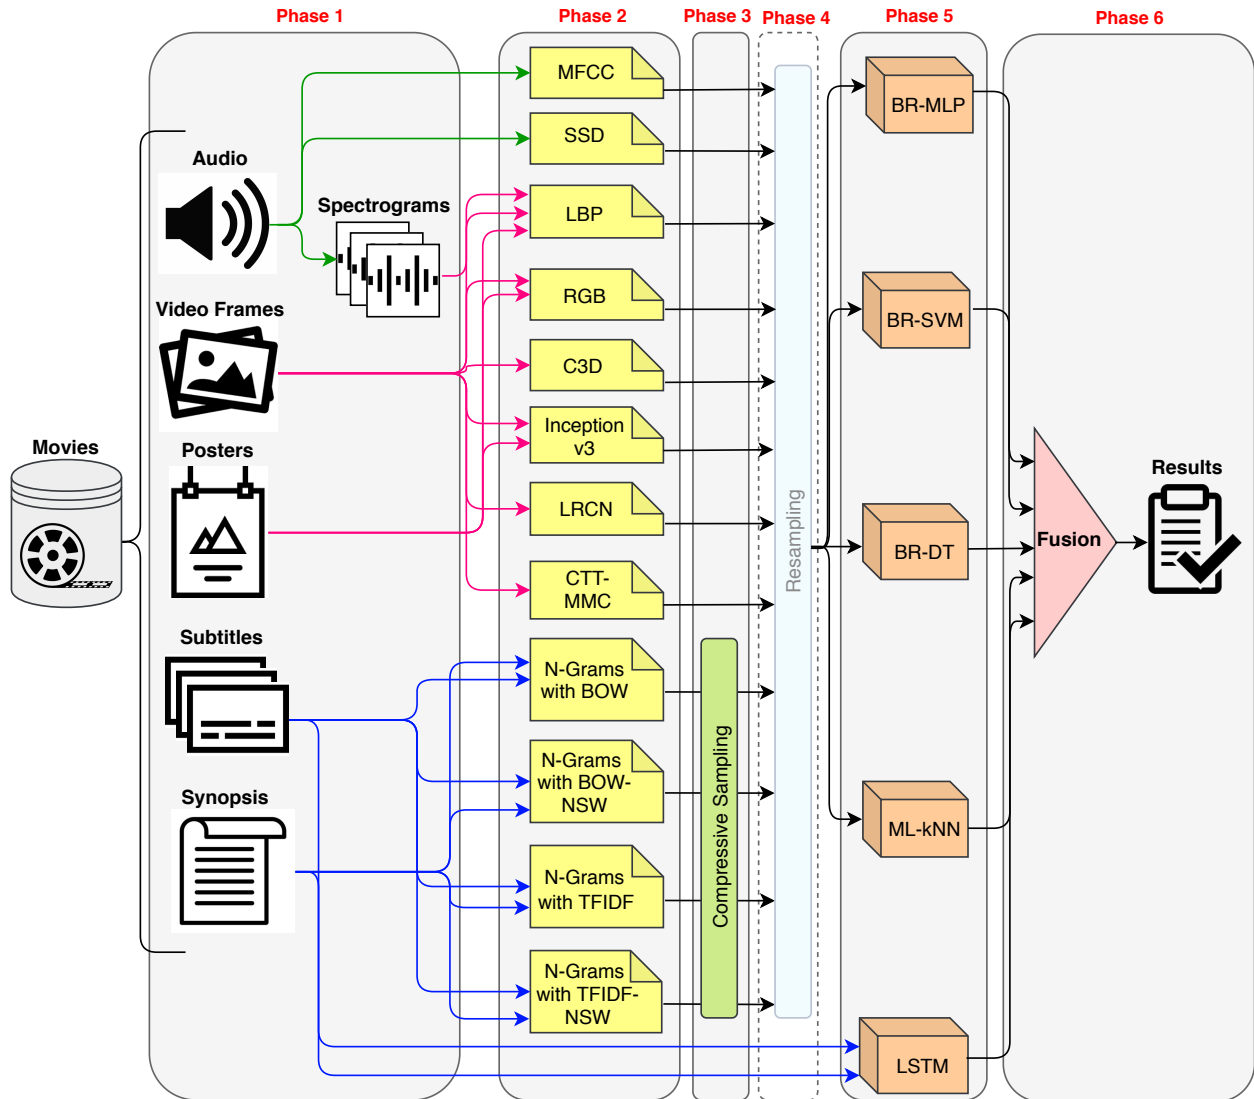 Phase 1
Phase 2
Phase 3
Phase 4
Phase 5
Phase 6
Movies
Audio
Spectrograms
Video Frames
Posters
Subtitles
Synopsis
MFCC
SSD
LBP
RGB
C3D
Inception
v3
LRCN
CTT-
MMC
N-Grams
with BOW
N-Grams
with BOW-
NSW
N-Grams
with TFIDF
N-Grams
with TFIDF-
NSW
Compressive Sampling
Resampling
BR-MLP
BR-SVM
BR-DT
ML-kNN
LSTM
Fusion
Results